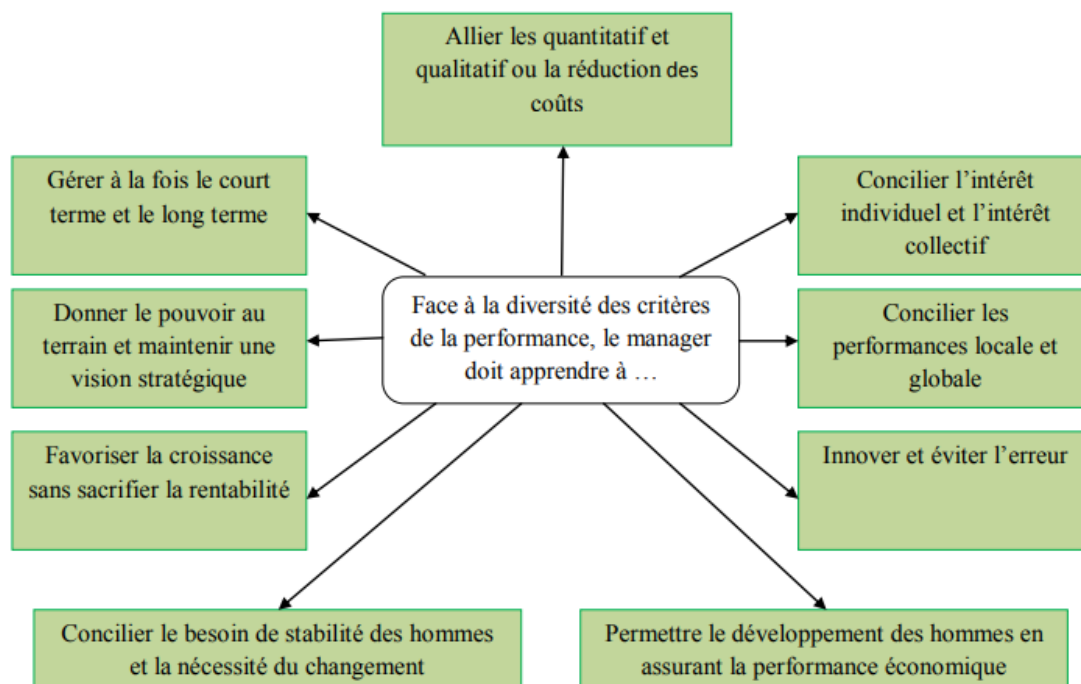 Allier les quantitatif et
qualitatif ou la réduction des
coûts
Gérer à la fois le court
terme et le long terme
Concilier l’intérêt
individuel et l’intérêt
collectif
Face à la diversité des critères
de la performance, le manager
doit apprendre à …
Donner le pouvoir au
terrain et maintenir une
vision stratégique
Concilier les
performances locale et
globale
Favoriser la croissance
sans sacrifier la rentabilité
Innover et éviter l’erreur
Concilier le besoin de stabilité des hommes
et la nécessité du changement
Permettre le développement des hommes en
assurant la performance économique